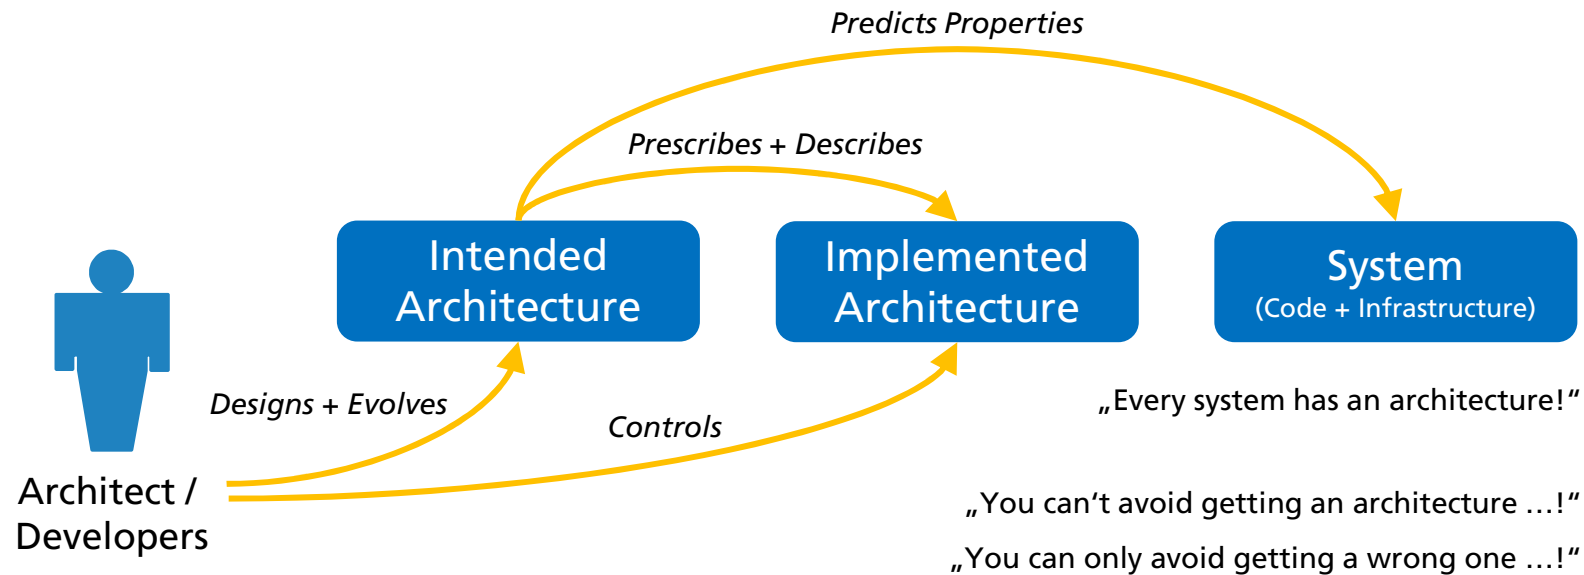 Predicts Properties
Prescribes + Describes
Intended
Architecture
Implemented
Architecture
System
(Code + Infrastructure)
Designs + Evolves
Controls
„Every system has an architecture!“
Architect /
Developers
„You can‘t avoid getting an architecture ...!“
„You can only avoid getting a wrong one ...!“